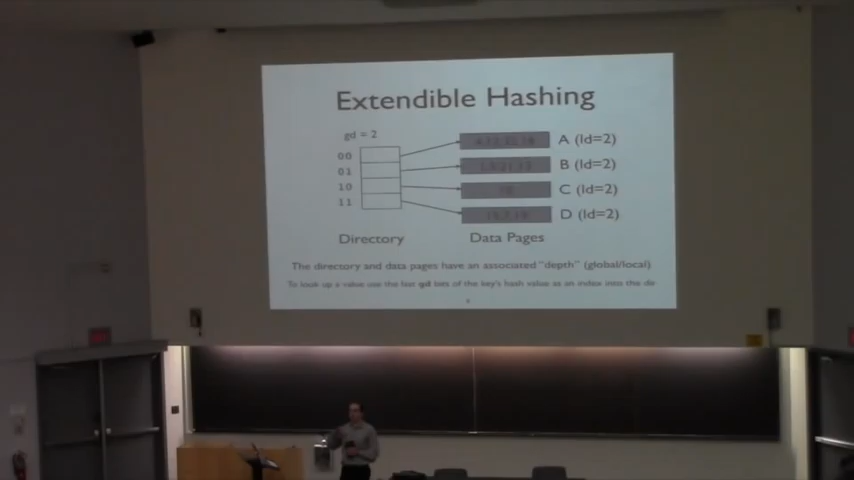 Extendible Hashing
gd = 2
00
01
10
11
A (ld=2)
B (ld=2)
C (ld=2)
D (ld=2)
Directory
Data Pages
The directory and data pages have an associated "depth" (global/local)
To look up a value use the last gd bits of the key's hash value as an index into the dir